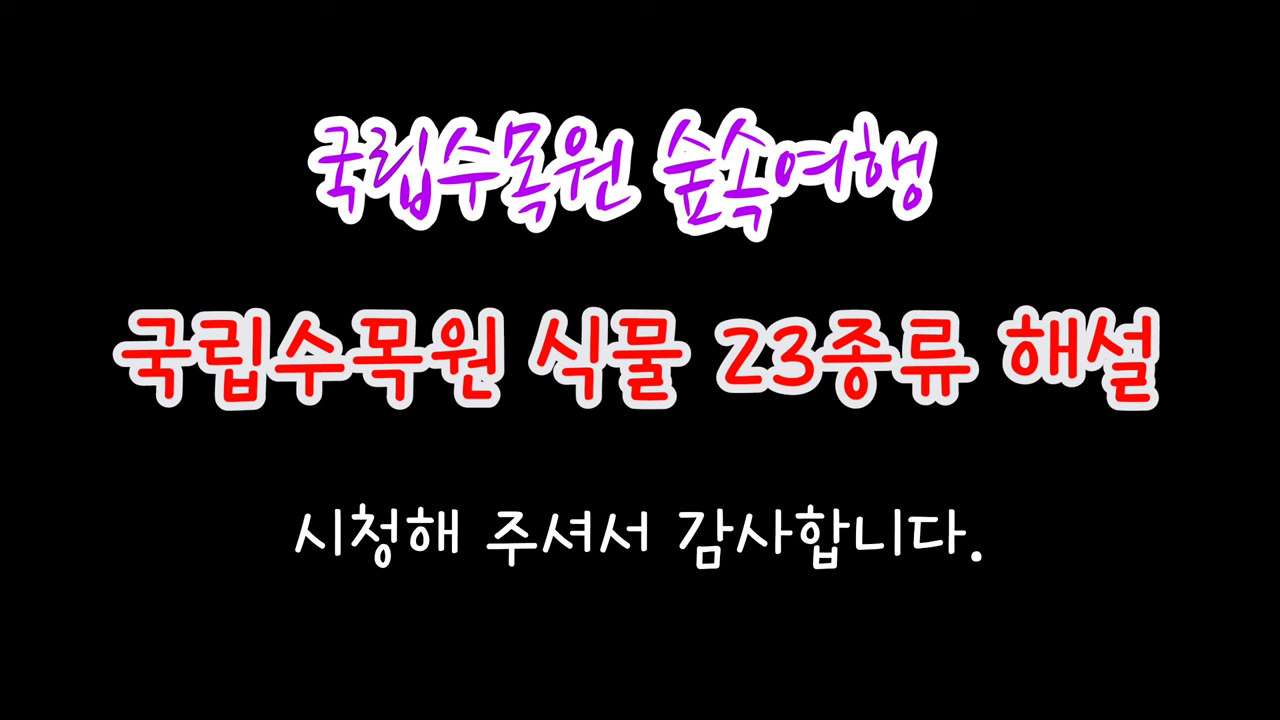 국립수목원 숲속여행
국립수목원 식물 23종류 해설
시청해 주셔서 감사합니다.